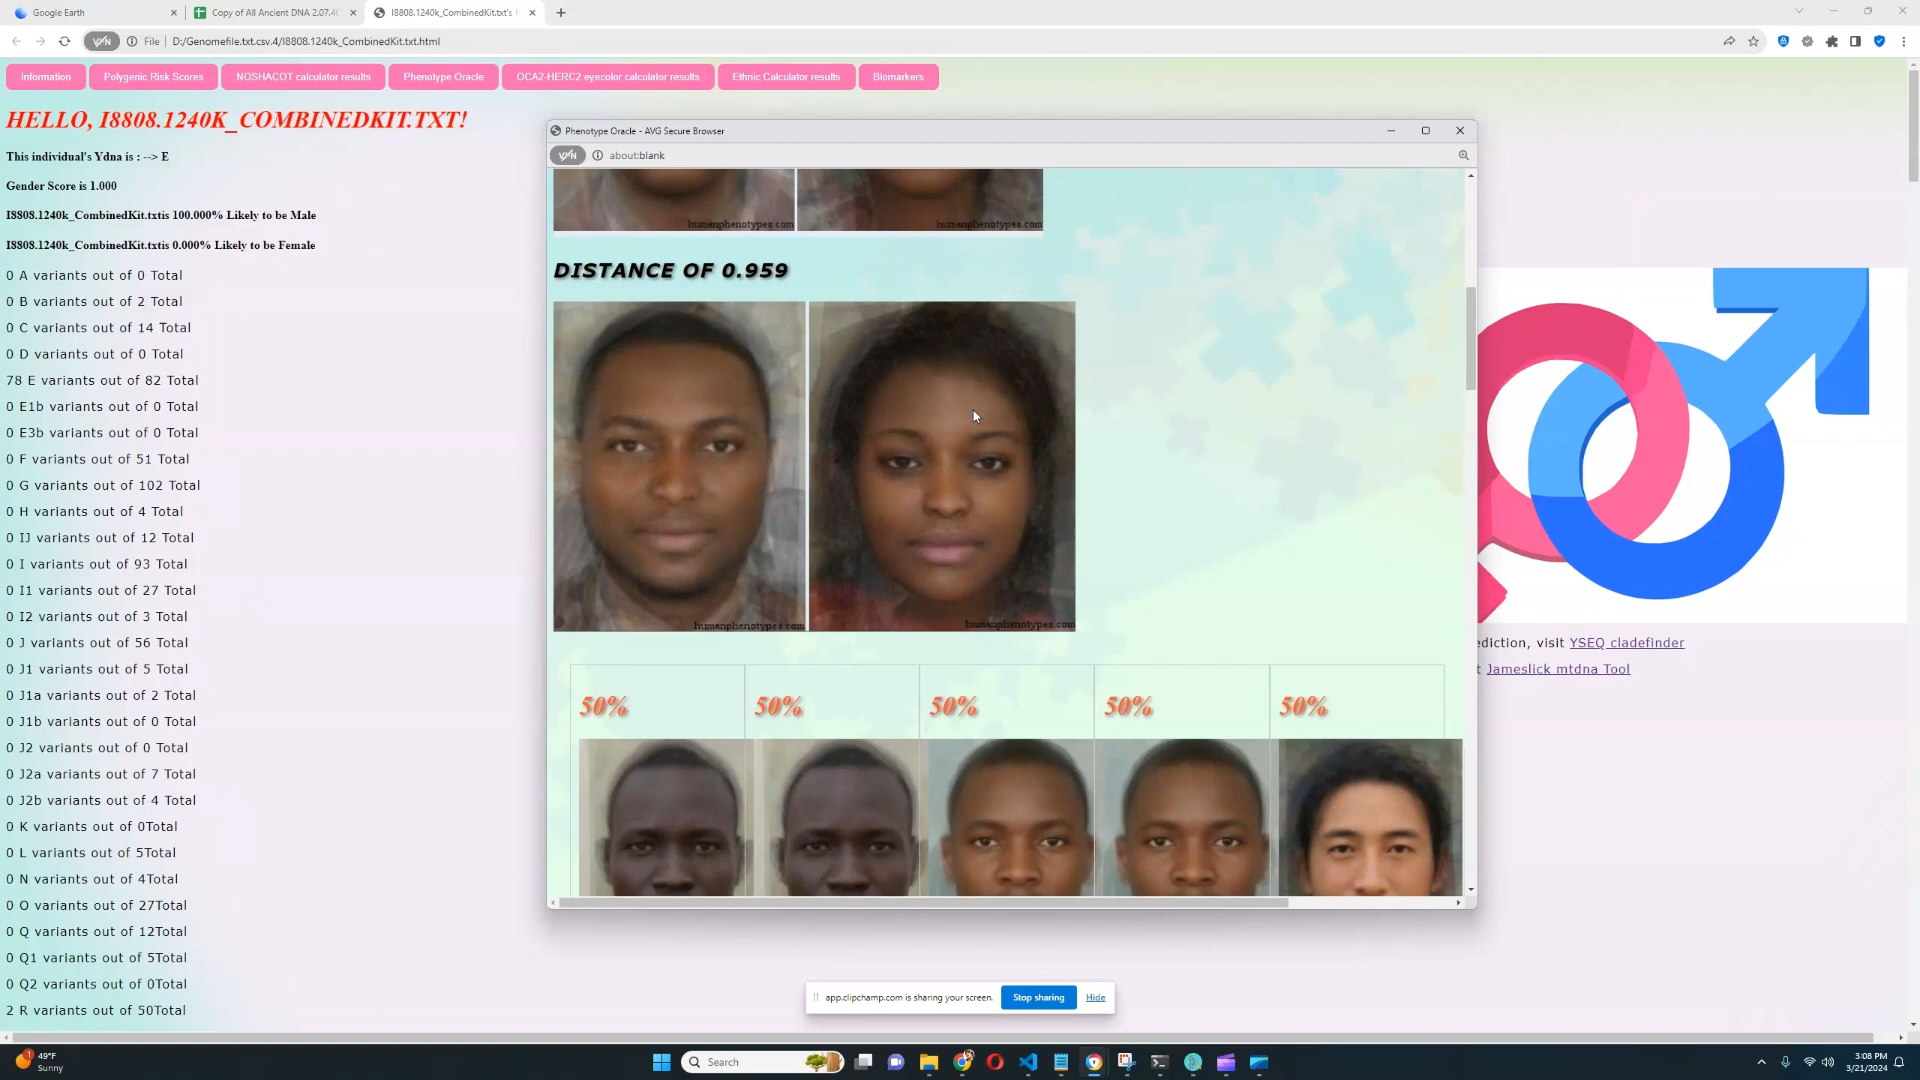 Google Earth
Copy of All Ancient DNA 2.07.40
I8808.1240k_CombinedKit.txt's
File
D:/Genomefile.txt.csv.4/I8808.1240k_CombinedKit.txt.html
Information
Polygenic Risk Scores
NOSHACOT calculator results
Phenotype Oracle
OCA2-HERC2 eyecolor calculator results
Ethnic Calculator results
Biomarkers
HELLO, I8808.1240K_COMBINEDKIT.TXT!
This individual's Ydna is : --> E
Gender Score is 1.000
I8808.1240k_CombinedKit.txtis 100.000% Likely to be Male
I8808.1240k_CombinedKit.txtis 0.000% Likely to be Female
0 A variants out of 0 Total
0 B variants out of 2 Total
0 C variants out of 14 Total
0 D variants out of 0 Total
78 E variants out of 82 Total
0 E1b variants out of 0 Total
0 E3b variants out of 0 Total
0 F variants out of 51 Total
0 G variants out of 102 Total
0 H variants out of 4 Total
0 IJ variants out of 12 Total
0 I variants out of 93 Total
0 I1 variants out of 27 Total
0 I2 variants out of 3 Total
0 J variants out of 56 Total
0 J1 variants out of 5 Total
0 J1a variants out of 2 Total
0 J1b variants out of 0 Total
0 J2 variants out of 0 Total
0 J2a variants out of 7 Total
0 J2b variants out of 4 Total
0 K variants out of 0Total
0 L variants out of 5Total
0 N variants out of 4Total
0 O variants out of 27Total
0 Q variants out of 12Total
0 Q1 variants out of 5Total
0 Q2 variants out of 0Total
2 R variants out of 50Total
Phenotype Oracle - AVG Secure Browser
about:blank
humanphenotypes.com
humanphenotypes.com
DISTANCE OF 0.959
humanphenotypes.com
humanphenotypes.com
50%
50%
50%
50%
50%
ediction, visit YSEQ cladefinder
t Jameslick mtdna Tool
app.clipchamp.com is sharing your screen.
Stop sharing
Hide
1
49°F
Sunny
Search
3:08 PM
3/21/2024